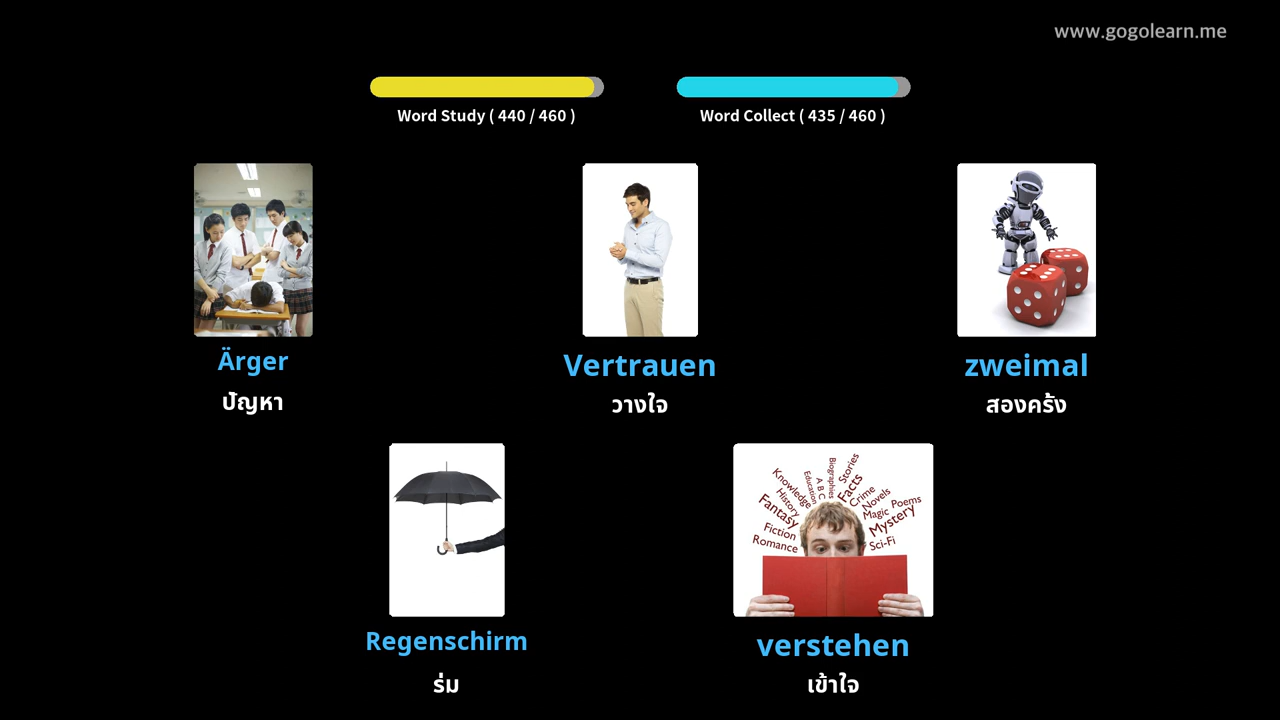 www.gogolearn.me
Word Study ( 440 / 460 )
Word Collect ( 435 / 460 )
Ärger
ปัญหา
Vertrauen
วางใจ
zweimal
สองครั้ง
Regenschirm
ร่ม
Knowledge
History
Education
A B C
Biographies
Stories
Facts
Crime
Novels
Magic
Poems
Fantasy
Mystery
Fiction
Romance
Sci-Fi
verstehen
เข้าใจ